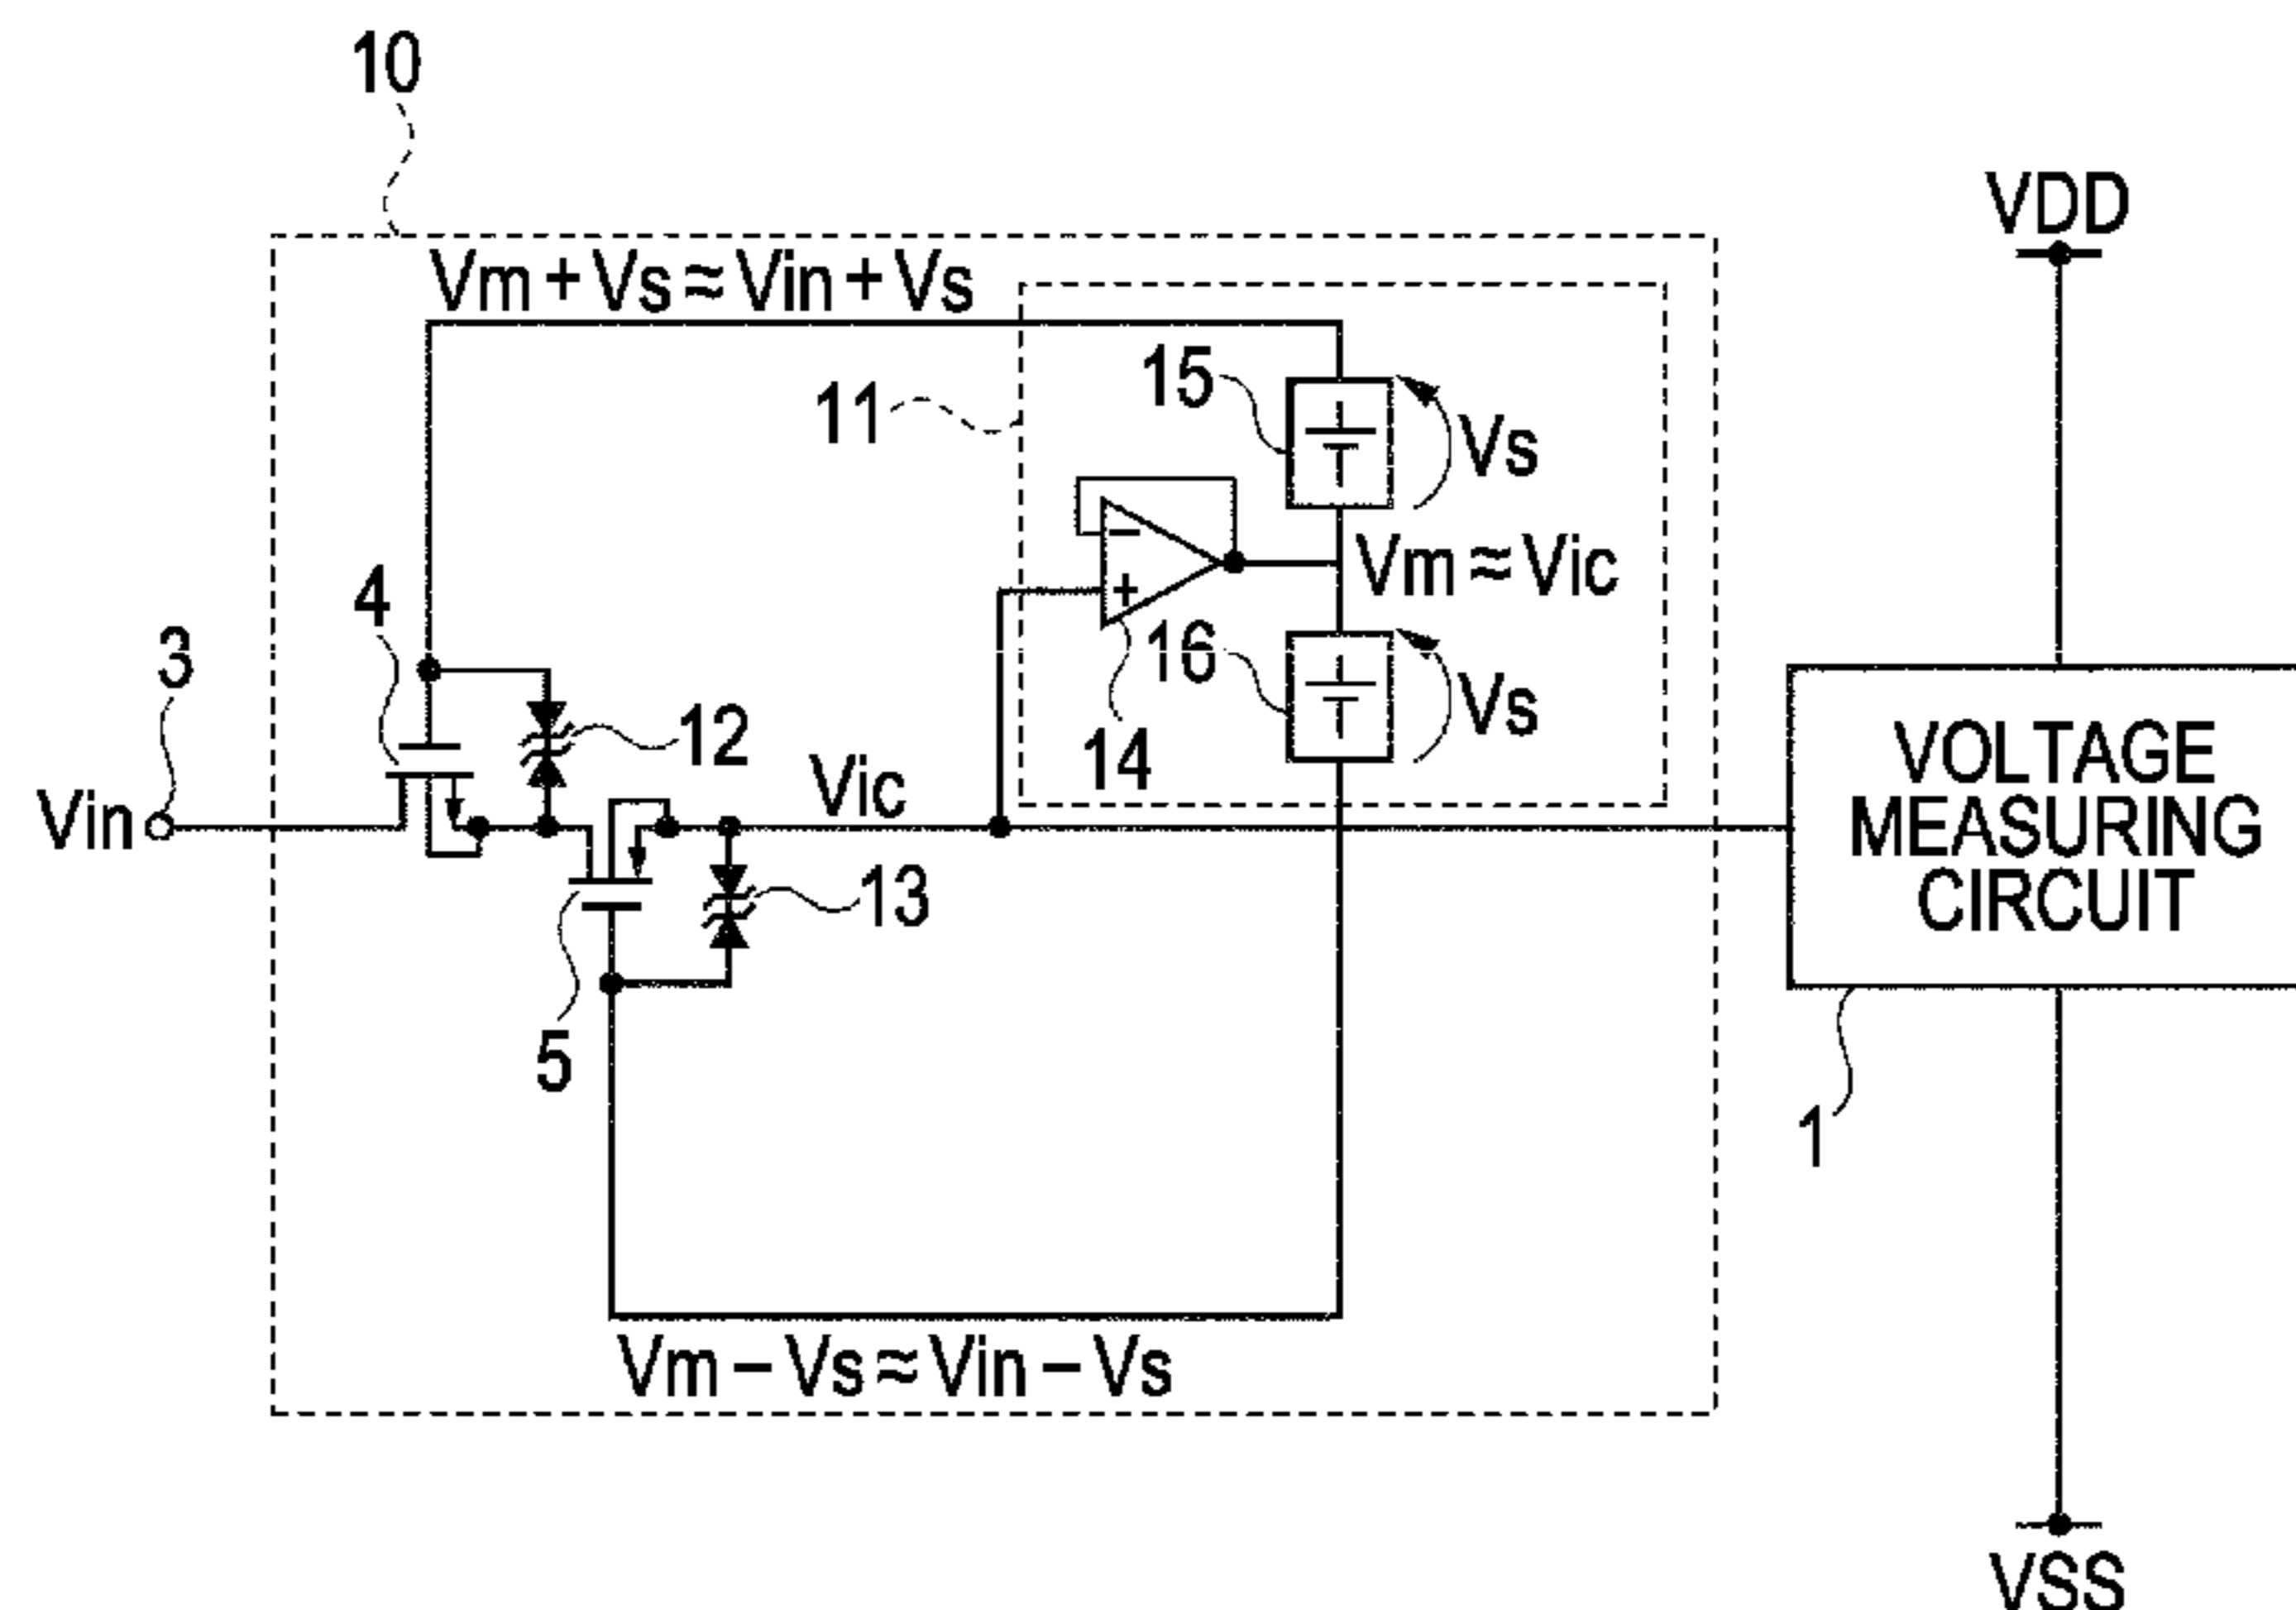 10
VDD
Vm + Vs ≈ Vin + Vs
15
11
Vs
Vm ≈ Vic
4
3
16
Vs
12
14
Vic
Vin
VOLTAGE
MEASURING
CIRCUIT
13
5
1
Vm − Vs ≈ Vin − Vs
VSS
−
+